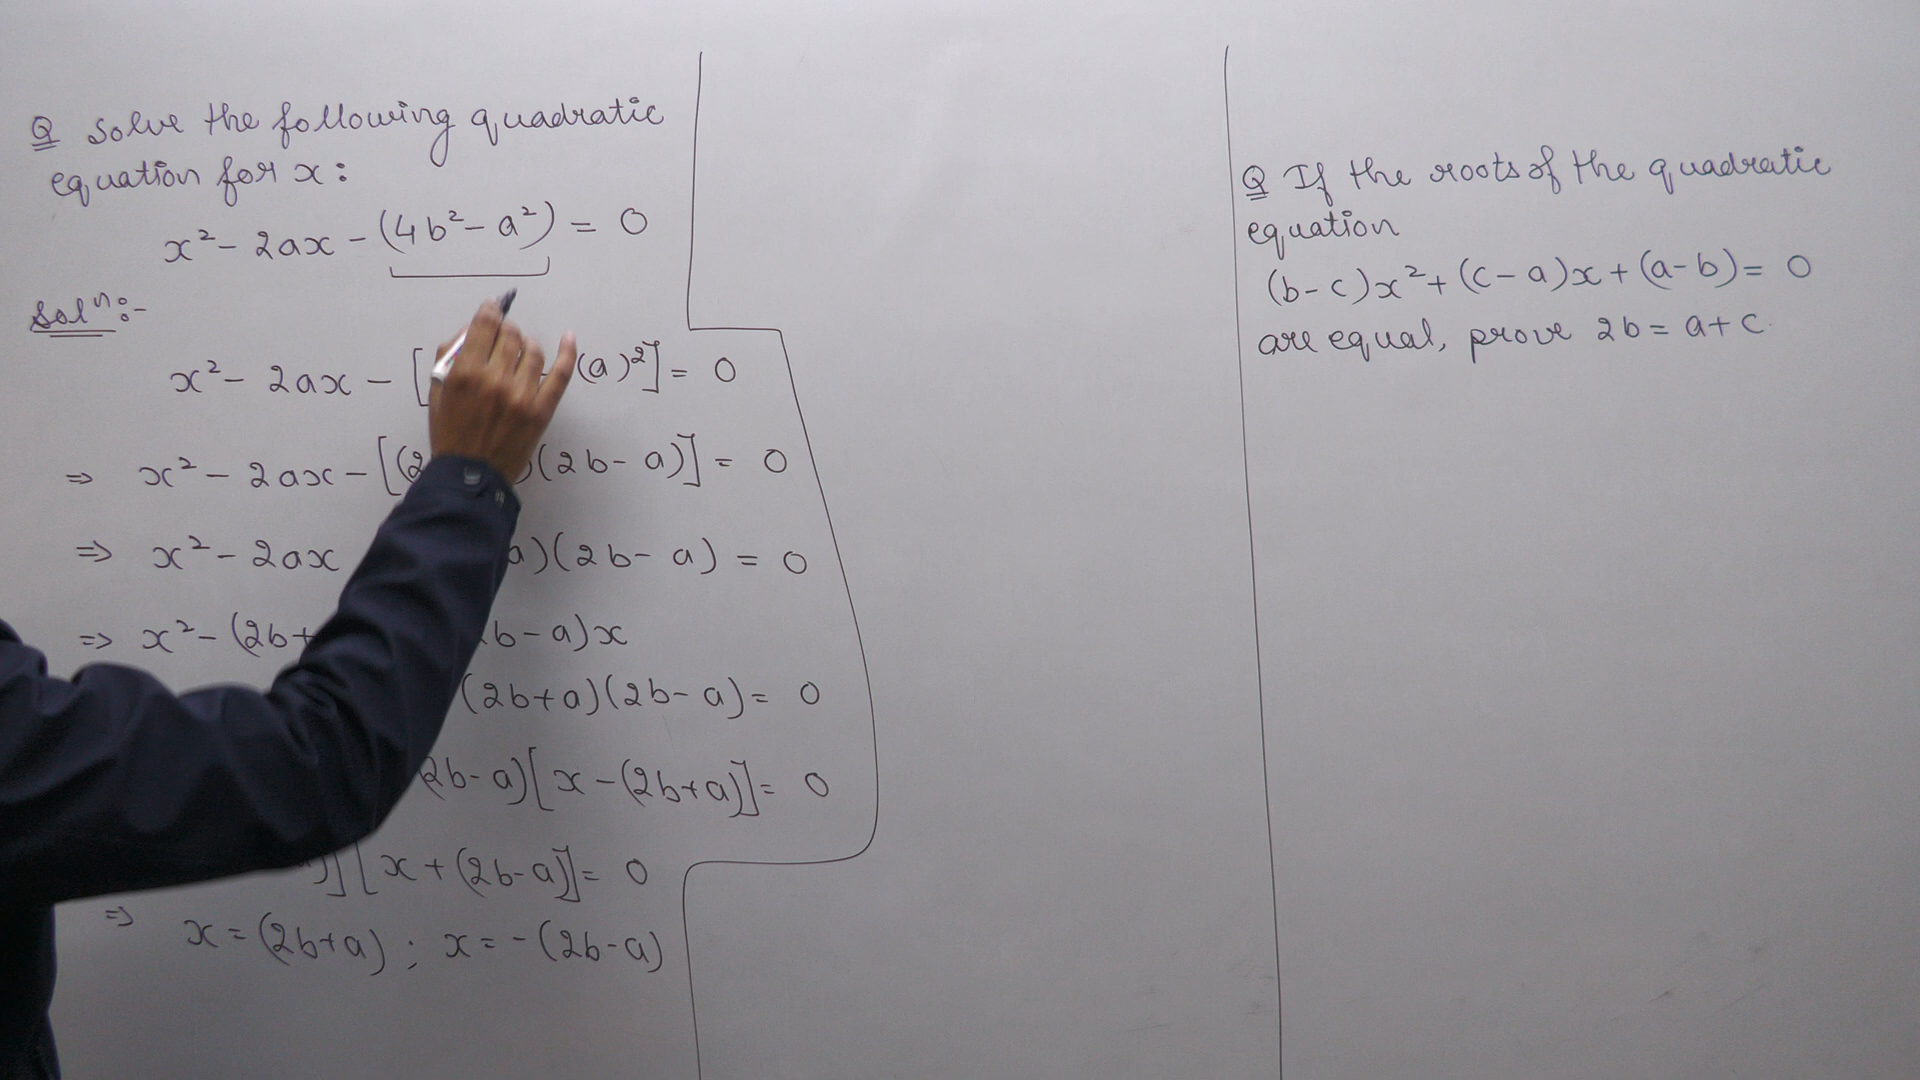 Q Solve the following quadratic
equation for x:
x² - 2ax - (4b² - a²) = 0
Solⁿ:-
x² - 2ax - [ (a)²] = 0
⇒ x² - 2ax - [(2 )(2b - a)] = 0
⇒ x² - 2ax a)(2b - a) = 0
⇒ x² - (2b+ b - a)x
(2b+a)(2b - a) = 0
2b - a)[x - (2b+a)] = 0
)][x + (2b-a)] = 0
⇒ x = (2b+a) ; x = -(2b-a)
Q If the roots of the quadratic
equation
(b-c)x² + (c-a)x + (a-b) = 0
are equal, prove 2b = a+c.